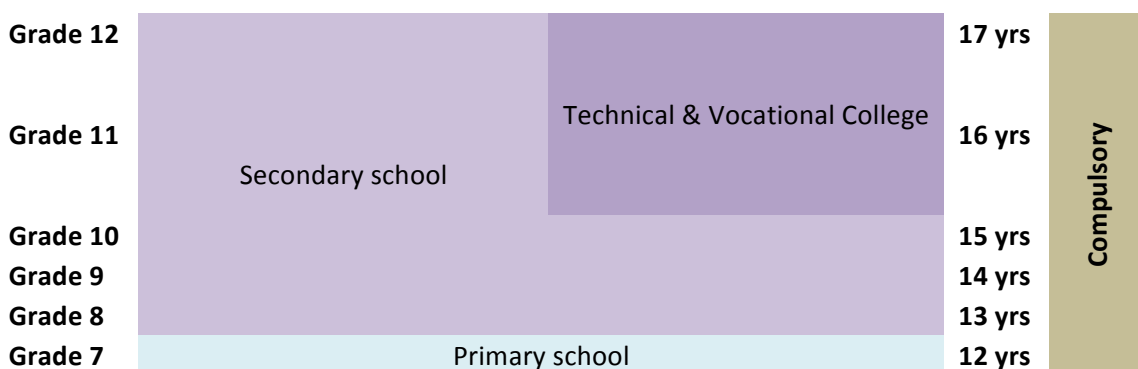 Grade 12
17 yrs
Technical & Vocational College
Grade 11
16 yrs
Secondary school
Grade 10
15 yrs
Grade 9
14 yrs
Grade 8
13 yrs
Grade 7
Primary school
12 yrs
Compulsory